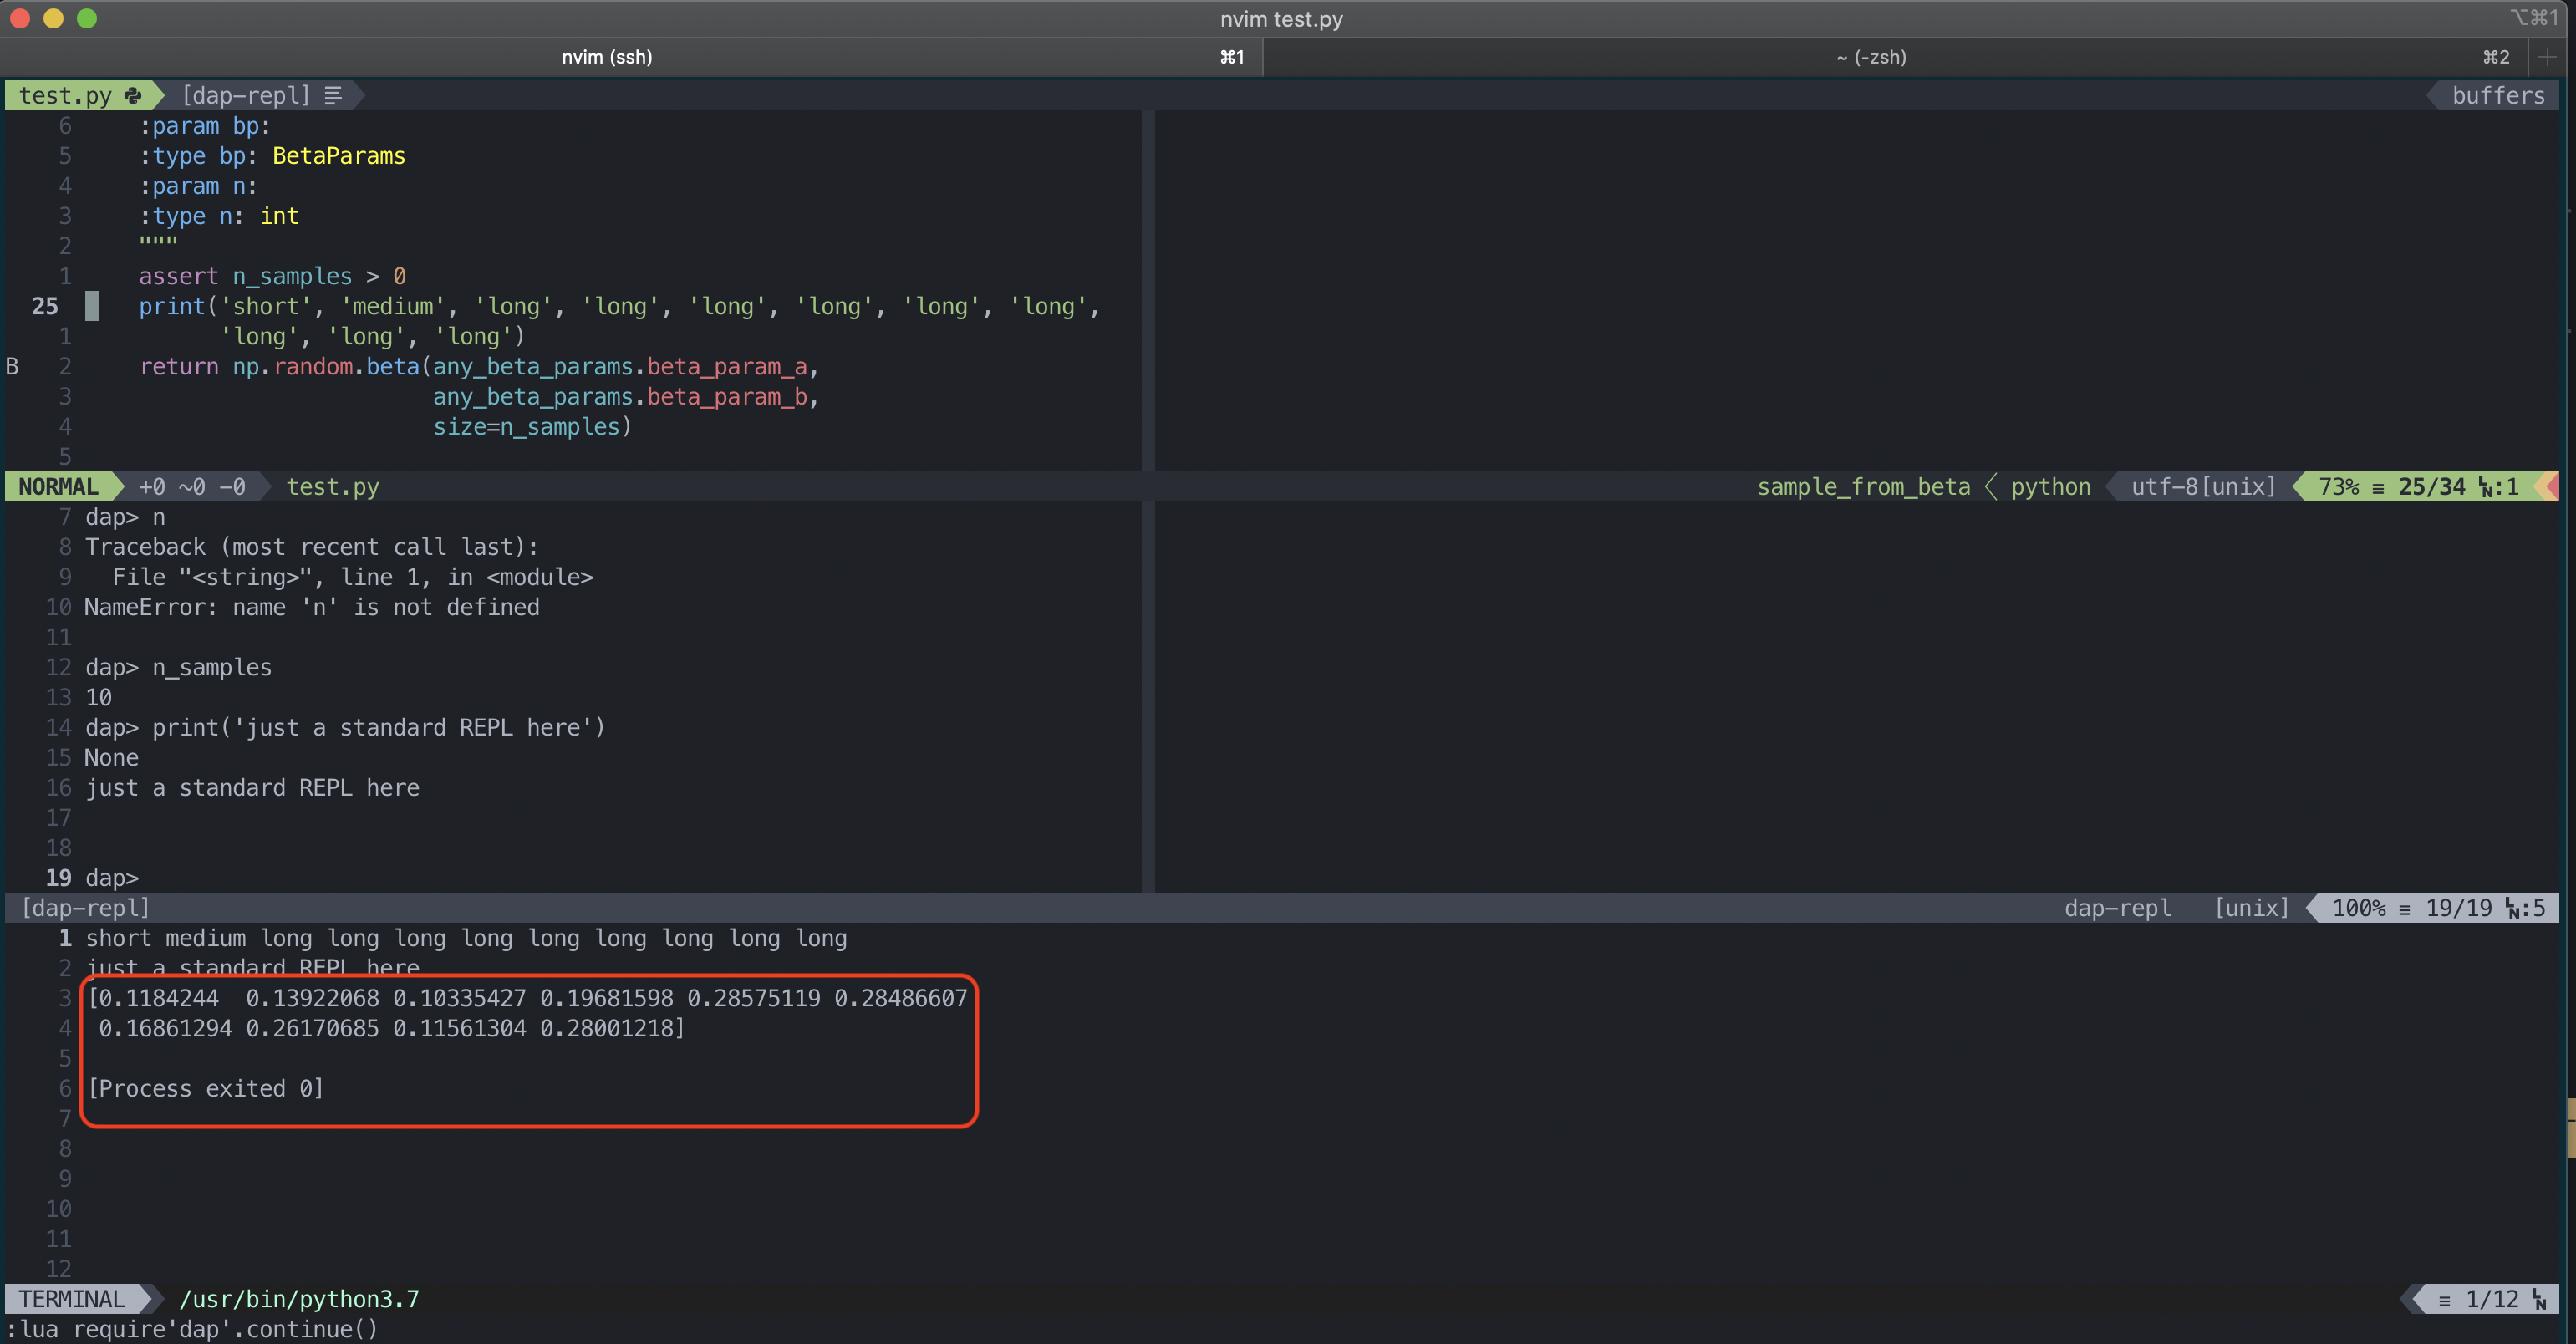 nvim test.py ⌥⌘1
nvim (ssh) ⌘1 ~ (-zsh) ⌘2 +
test.py [dap-repl] buffers
6 :param bp:
5 :type bp: BetaParams
4 :param n:
3 :type n: int
2 """
1 assert n_samples > 0
25 print('short', 'medium', 'long', 'long', 'long', 'long', 'long', 'long',
1 'long', 'long', 'long')
B 2 return np.random.beta(any_beta_params.beta_param_a,
3 any_beta_params.beta_param_b,
4 size=n_samples)
5
NORMAL +0 ~0 -0 test.py sample_from_beta python utf-8[unix] 73% ≡ 25/34 :1
7 dap> n
8 Traceback (most recent call last):
9 File "<string>", line 1, in <module>
10 NameError: name 'n' is not defined
11
12 dap> n_samples
13 10
14 dap> print('just a standard REPL here')
15 None
16 just a standard REPL here
17
18
19 dap>
[dap-repl] dap-repl [unix] 100% ≡ 19/19 :5
1 short medium long long long long long long long long long
2 just a standard REPL here
3 [0.1184244  0.13922068 0.10335427 0.19681598 0.28575119 0.28486607
4 0.16861294 0.26170685 0.11561304 0.28001218]
5
6 [Process exited 0]
7
8
9
10
11
12
TERMINAL /usr/bin/python3.7 ≡ 1/12
:lua require'dap'.continue()